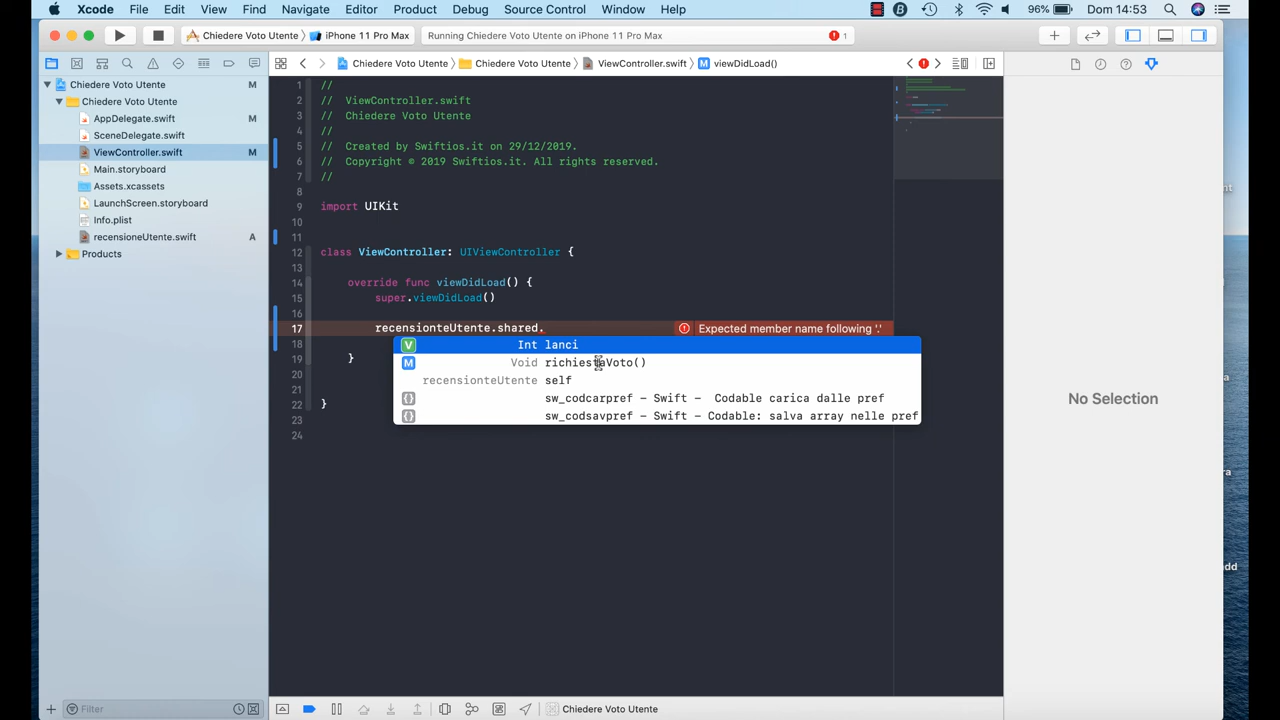 Xcode File Edit View Find Navigate Editor Product Debug Source Control Window Help 96% Dom 14:53
Chiedere Voto Utente iPhone 11 Pro Max Running Chiedere Voto Utente on iPhone 11 Pro Max 1
Chiedere Voto Utente Chiedere Voto Utente ViewController.swift viewDidLoad()
Chiedere Voto Utente M
Chiedere Voto Utente
AppDelegate.swift M
SceneDelegate.swift
ViewController.swift M
Main.storyboard
Assets.xcassets
LaunchScreen.storyboard
Info.plist
recensioneUtente.swift A
Products
Filter
1 //
2 // ViewController.swift
3 // Chiedere Voto Utente
4 //
5 // Created by Swiftios.it on 29/12/2019.
6 // Copyright © 2019 Swiftios.it. All rights reserved.
7 //
8
9 import UIKit
10
11
12 class ViewController: UIViewController {
13
14 override func viewDidLoad() {
15 super.viewDidLoad()
16
17 recensionteUtente.shared. Expected member name following '.'
18
19 }
20
21
22 }
23
24
V Int lanci
M Void richiestaVoto()
recensionteUtente self
{} sw_codcarpref – Swift – Codable carica dalle pref
{} sw_codsavpref – Swift – Codable: salva array nelle pref
No Selection
nt
a
ra
a
add
Chiedere Voto Utente